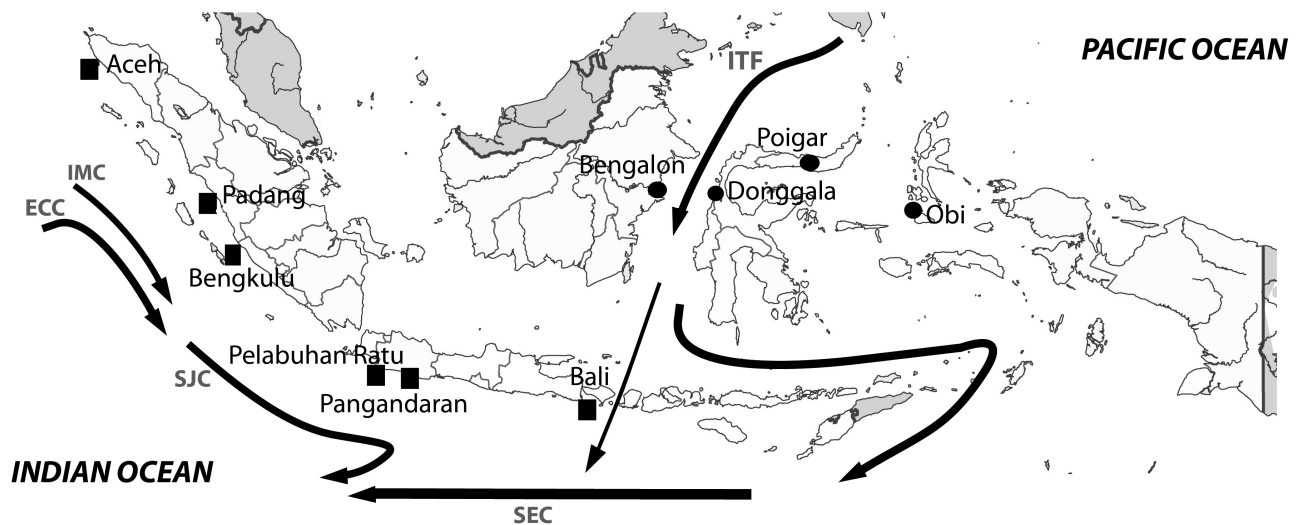 PACIFIC OCEAN
ITF
Aceh
Poigar
Bengalon
IMC
Padang
Donggala
ECC
Obi
Bengkulu
Pelabuhan Ratu
SJC
Bali
Pangandaran
INDIAN OCEAN
SEC